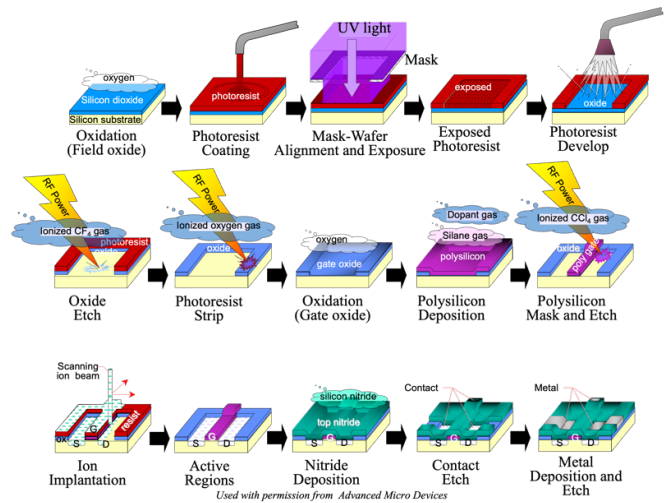 UV light
oxygen
Mask
Silicon dioxide
photoresist
exposed
oxide
Silicon substrate
Oxidation
(Field oxide)
Photoresist
Coating
Mask-Wafer
Alignment and Exposure
Exposed
Photoresist
Photoresist
Develop
RF Power
Ionized CF4 gas
photoresist
oxide
RF Power
Ionized oxygen gas
oxide
oxygen
gate oxide
Dopant gas
Silane gas
polysilicon
RF Power
Ionized CCl4 gas
oxide
poly gate
Oxide
Etch
Photoresist
Strip
Oxidation
(Gate oxide)
Polysilicon
Deposition
Polysilicon
Mask and Etch
Scanning
ion beam
resist
ox
G
S
D
G
S
D
silicon nitride
top nitride
G
S
D
Contact
G
S
D
Metal
G
S
D
Ion
Implantation
Active
Regions
Nitride
Deposition
Contact
Etch
Metal
Deposition and
Etch
Used with permission from Advanced Micro Devices